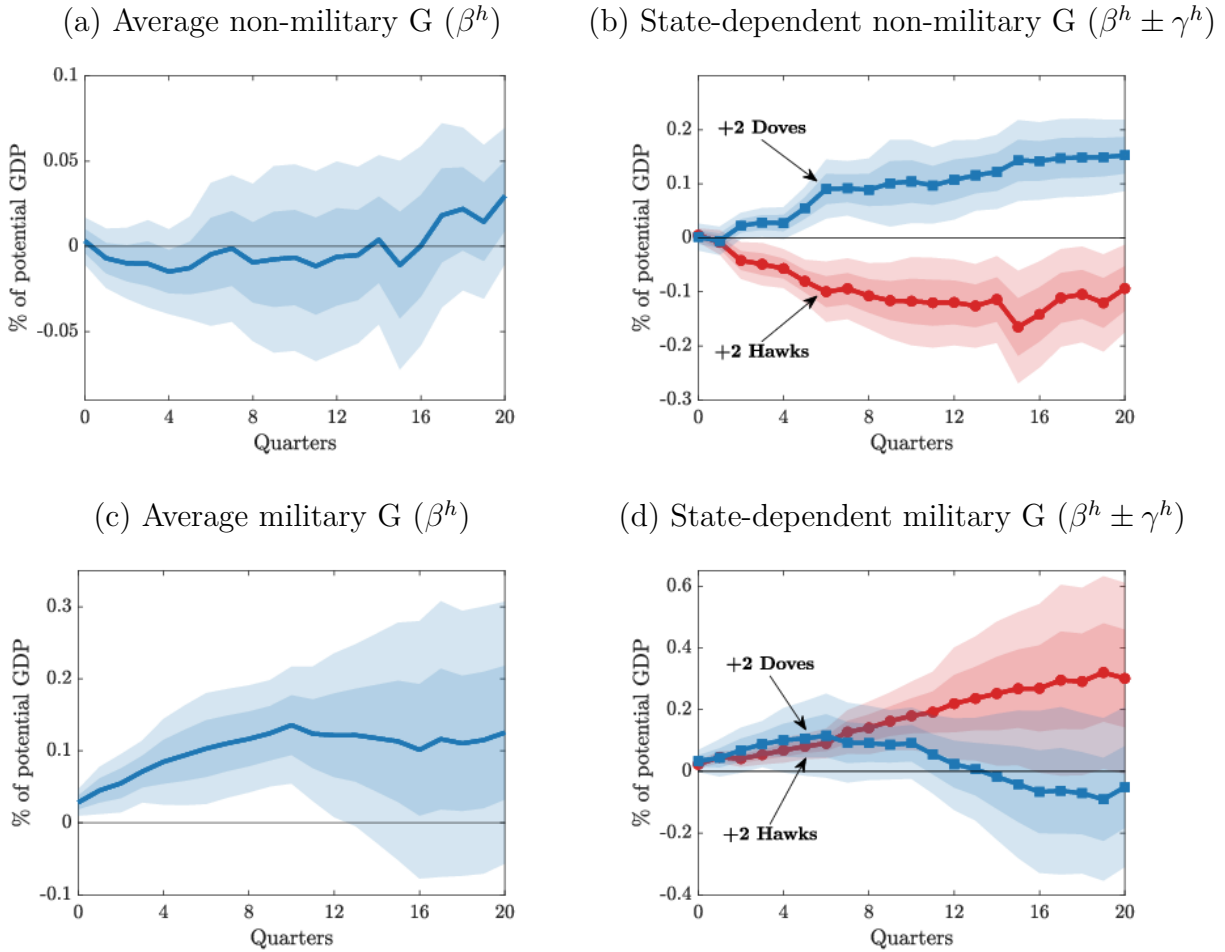 (a) Average non-military G (β^h)
0.1
0.05
0
-0.05
% of potential GDP
0 4 8 12 16 20
Quarters
(b) State-dependent non-military G (β^h ± γ^h)
0.2
0.1
0
-0.1
-0.2
-0.3
% of potential GDP
+2 Doves
+2 Hawks
0 4 8 12 16 20
Quarters
(c) Average military G (β^h)
0.3
0.2
0.1
0
-0.1
% of potential GDP
0 4 8 12 16 20
Quarters
(d) State-dependent military G (β^h ± γ^h)
0.6
0.4
0.2
0
-0.2
-0.4
% of potential GDP
+2 Doves
+2 Hawks
0 4 8 12 16 20
Quarters